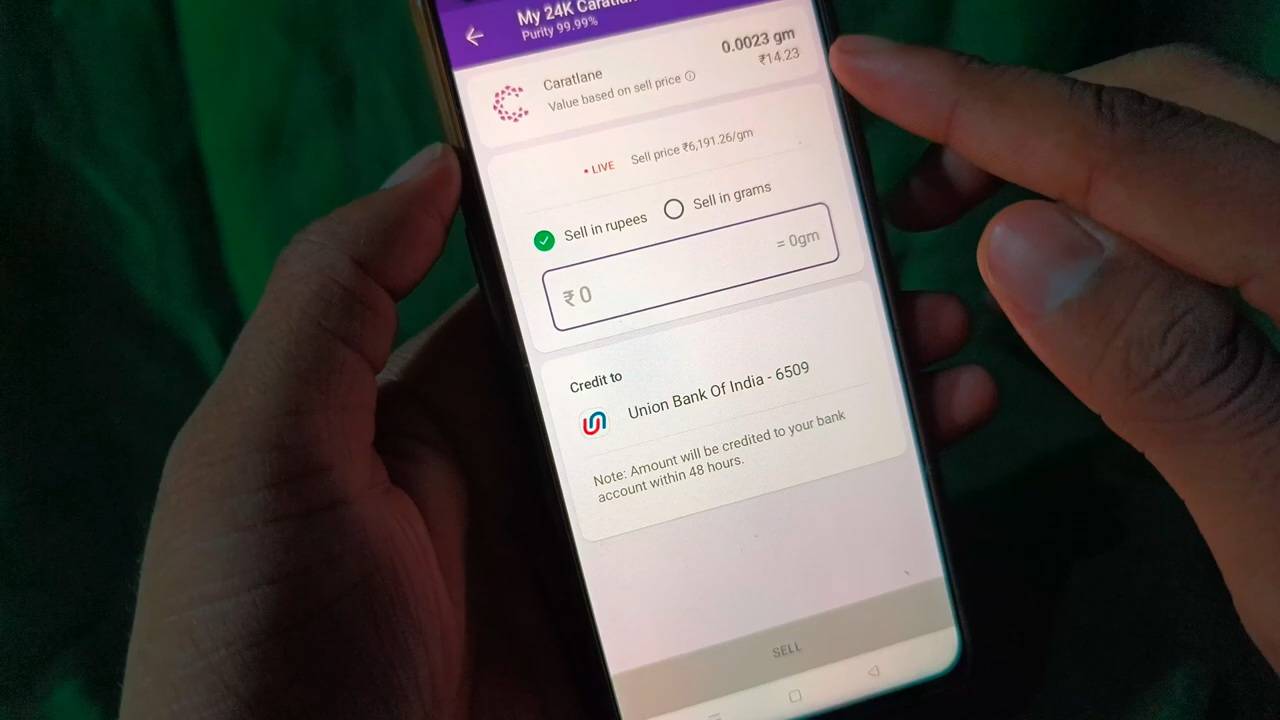 My 24K Caratlan
Purity 99.99%
Caratlane
0.0023 gm
Value based on sell price
₹14.23
• LIVE Sell price ₹6,191.26/gm
Sell in rupees Sell in grams
₹0 = 0gm
Credit to
Union Bank Of India - 6509
Note: Amount will be credited to your bank
account within 48 hours.
SELL